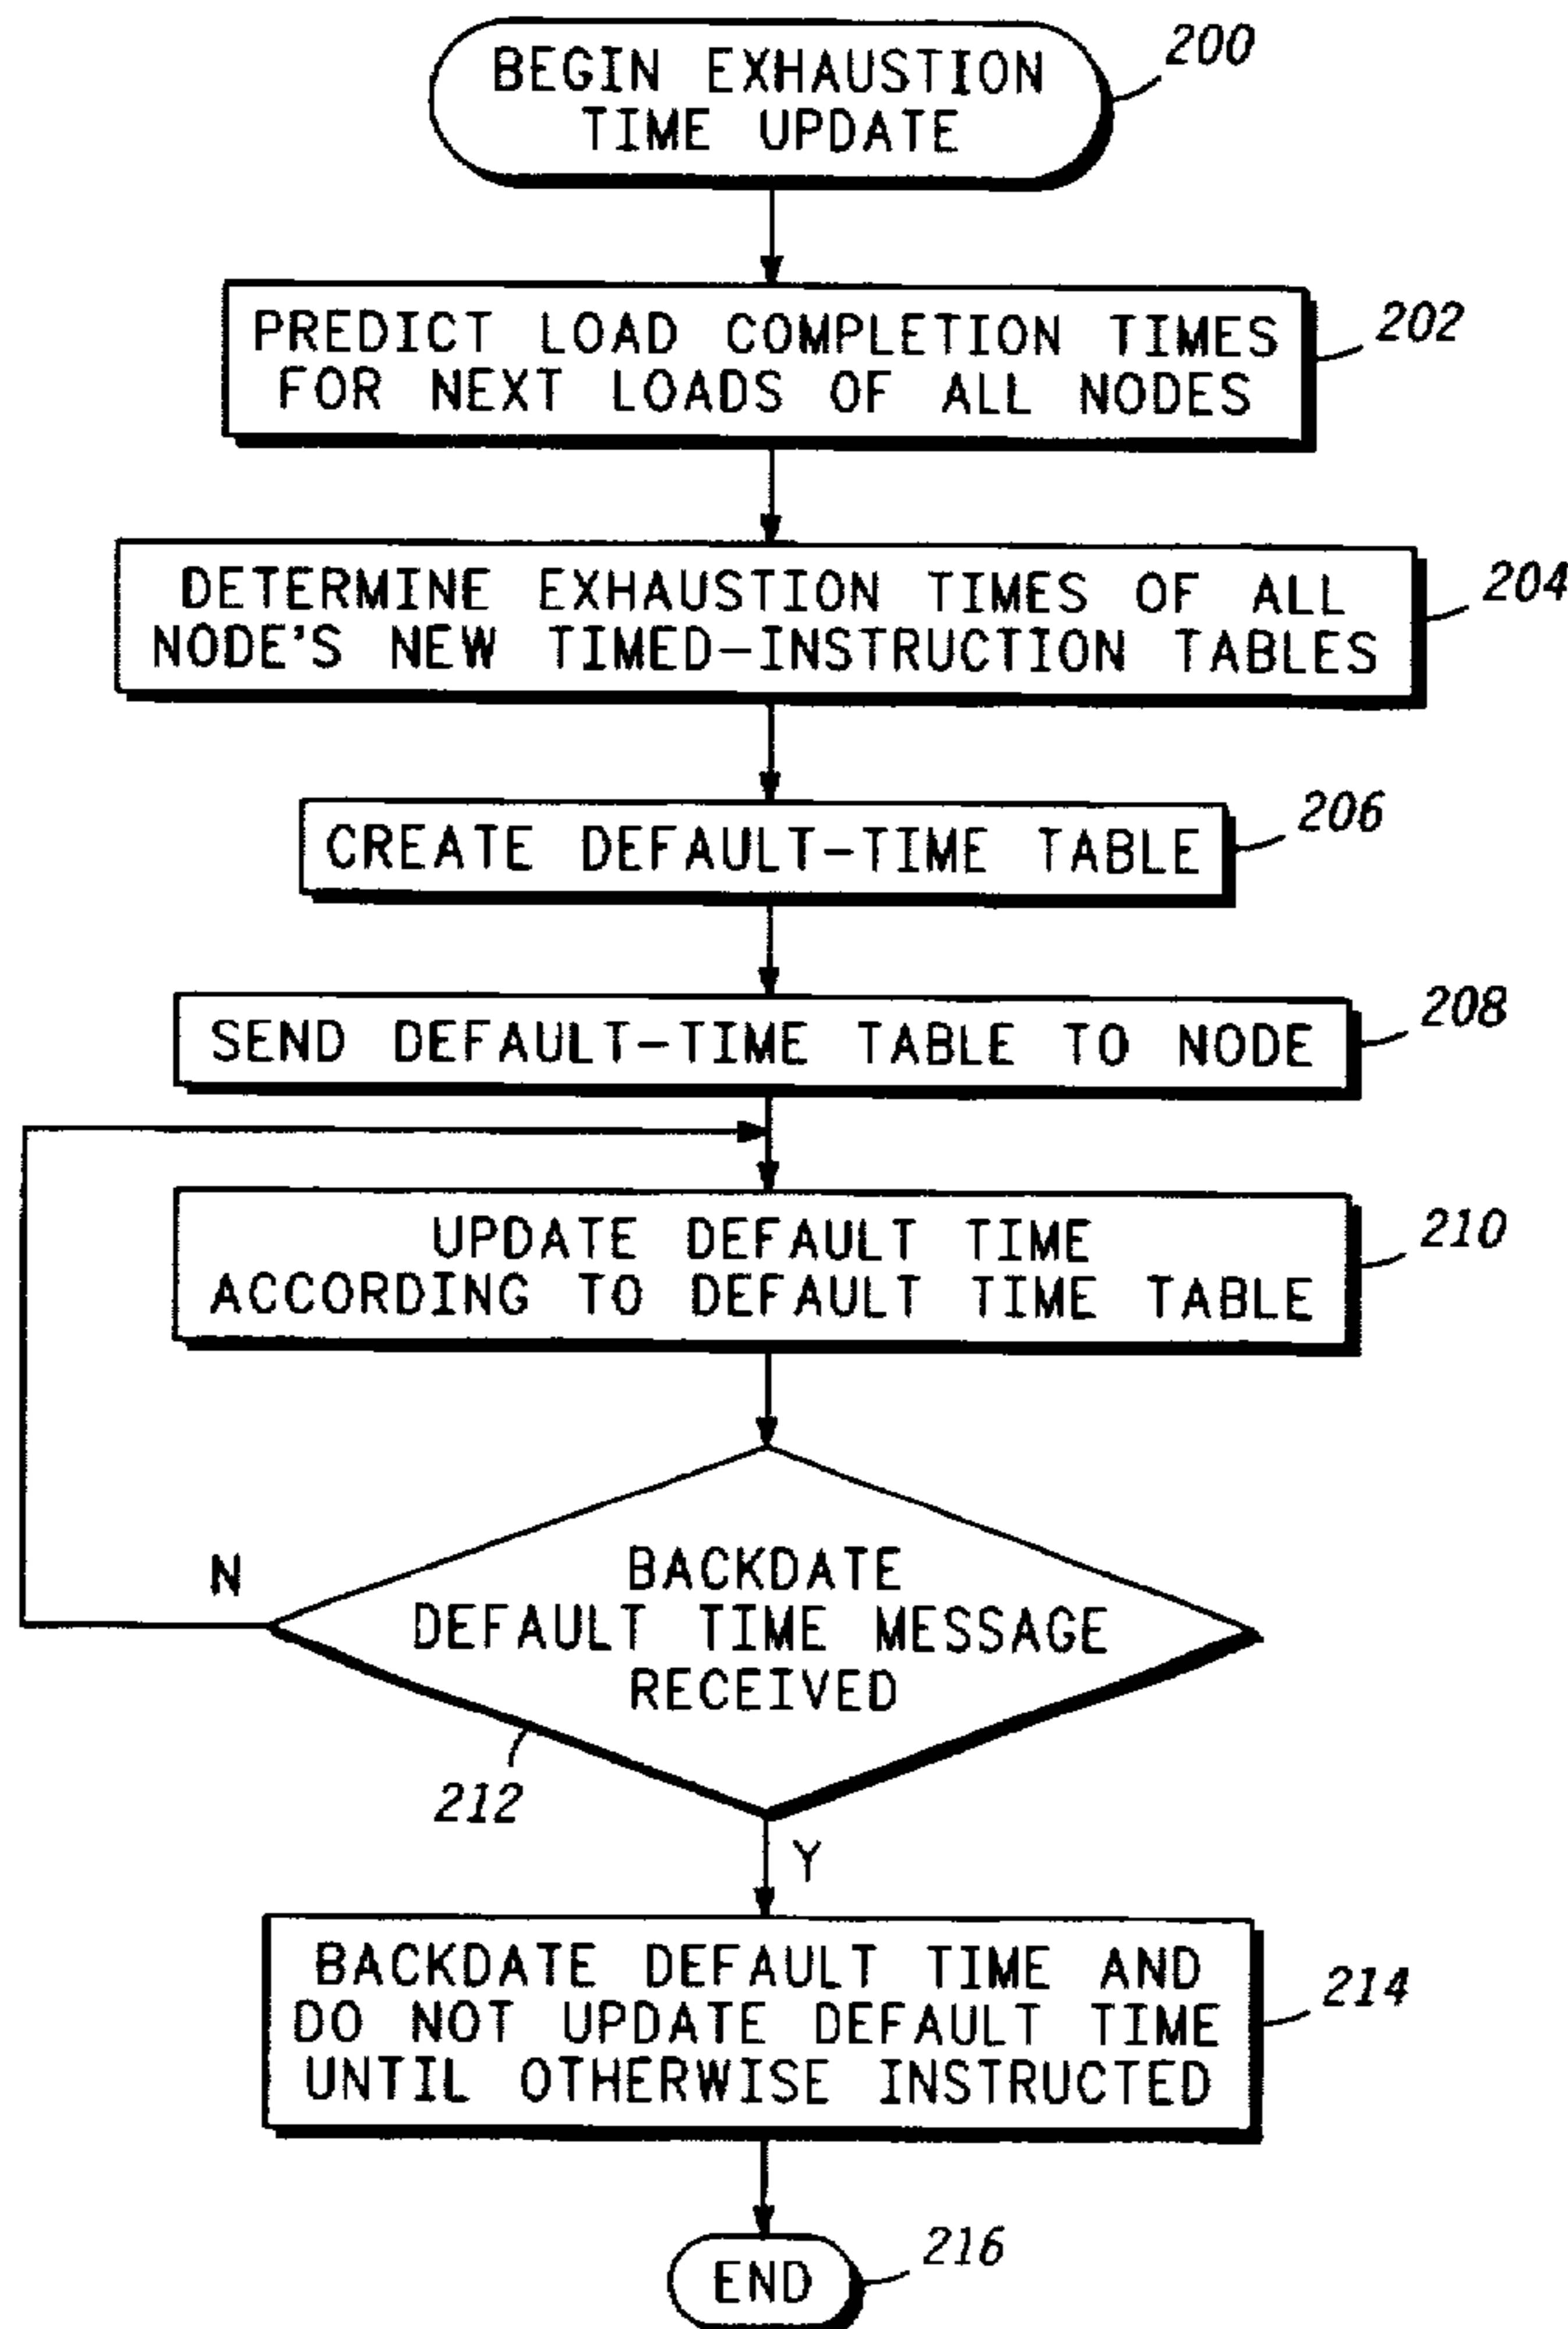 BEGIN EXHAUSTION
TIME UPDATE
200
PREDICT LOAD COMPLETION TIMES
FOR NEXT LOADS OF ALL NODES
202
DETERMINE EXHAUSTION TIMES OF ALL
NODE'S NEW TIMED-INSTRUCTION TABLES
204
CREATE DEFAULT-TIME TABLE
206
SEND DEFAULT-TIME TABLE TO NODE
208
UPDATE DEFAULT TIME
ACCORDING TO DEFAULT TIME TABLE
210
BACKDATE
DEFAULT TIME MESSAGE
RECEIVED
N
212
Y
BACKDATE DEFAULT TIME AND
DO NOT UPDATE DEFAULT TIME
UNTIL OTHERWISE INSTRUCTED
214
END
216